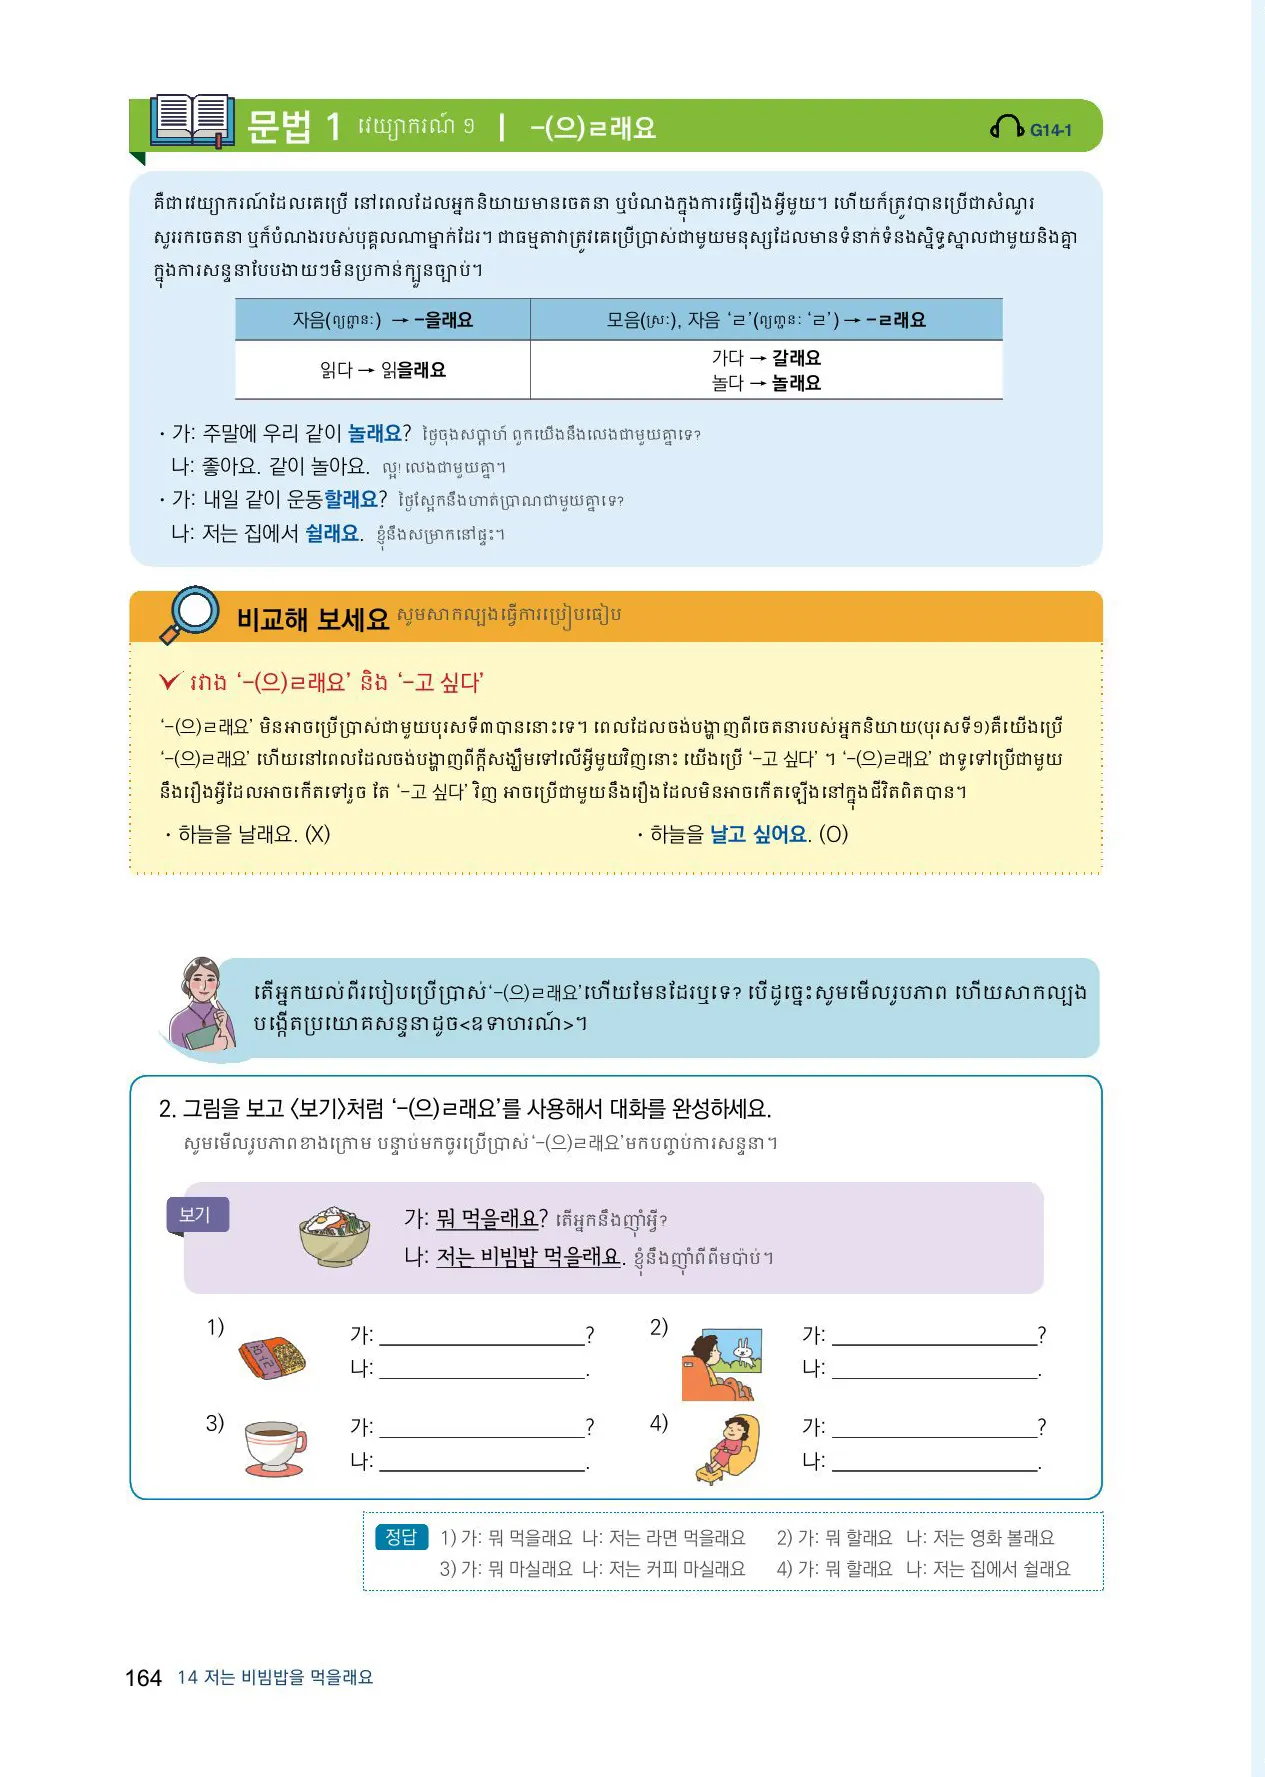 문법 1 វេយ្យាករណ៍ ១ | -(으)ㄹ래요 G14-1
គឺជាវេយ្យាករណ៍ដែលគេប្រើ នៅពេលដែលអ្នកនិយាយមានចេតនា ឬបំណងក្នុងការធ្វើរឿងអ្វីមួយ។ ហើយក៏ត្រូវបានប្រើជាសំណួរ
សួររកចេតនា ឬក៏បំណងរបស់បុគ្គលណាម្នាក់ដែរ។ ជាធម្មតាវាត្រូវគេប្រើប្រាស់ជាមួយមនុស្សដែលមានទំនាក់ទំនងស្និទ្ធស្នាលជាមួយនិងគ្នា
ក្នុងការសន្ទនាបែបងាយៗមិនប្រកាន់ក្បួនច្បាប់។
자음(ព្យញ្ជនៈ) → -을래요 모음(ស្រៈ), 자음 ‘ㄹ’(ព្យញ្ជនៈ ‘ㄹ’) → -ㄹ래요
읽다 → 읽을래요 가다 → 갈래요
놀다 → 놀래요
· 가: 주말에 우리 같이 놀래요? ថ្ងៃចុងសប្តាហ៍ ពួកយើងនឹងលេងជាមួយគ្នាទេ?
나: 좋아요. 같이 놀아요. ល្អ! លេងជាមួយគ្នា។
· 가: 내일 같이 운동할래요? ថ្ងៃស្អែកនឹងហាត់ប្រាណជាមួយគ្នាទេ?
나: 저는 집에서 쉴래요. ខ្ញុំនឹងសម្រាកនៅផ្ទះ។
비교해 보세요 សូមសាកល្បងធ្វើការប្រៀបធៀប
រវាង ‘-(으)ㄹ래요’ និង ‘-고 싶다’
‘-(으)ㄹ래요’ មិនអាចប្រើប្រាស់ជាមួយបុរសទី៣បាននោះទេ។ ពេលដែលចង់បង្ហាញពីចេតនារបស់អ្នកនិយាយ(បុរសទី១)គឺយើងប្រើ
‘-(으)ㄹ래요’ ហើយនៅពេលដែលចង់បង្ហាញពីក្តីសង្ឃឹមទៅលើអ្វីមួយវិញនោះ យើងប្រើ ‘-고 싶다’ ។ ‘-(으)ㄹ래요’ ជាទូទៅប្រើជាមួយ
នឹងរឿងអ្វីដែលអាចកើតទៅរួច តែ ‘-고 싶다’ វិញ អាចប្រើជាមួយនឹងរឿងដែលមិនអាចកើតឡើងនៅក្នុងជីវិតពិតបាន។
· 하늘을 날래요. (X) · 하늘을 날고 싶어요. (O)
តើអ្នកយល់ពីរបៀបប្រើប្រាស់‘-(으)ㄹ래요’ហើយមែនដែរឬទេ? បើដូច្នេះសូមមើលរូបភាព ហើយសាកល្បង
បង្កើតប្រយោគសន្ទនាដូច<ឧទាហរណ៍>។
2. 그림을 보고 〈보기〉처럼 ‘-(으)ㄹ래요’를 사용해서 대화를 완성하세요.
សូមមើលរូបភាពខាងក្រោម បន្ទាប់មកចូរប្រើប្រាស់ ‘-(으)ㄹ래요’មកបញ្ចប់ការសន្ទនា។
보기
가: 뭐 먹을래요? តើអ្នកនឹងញ៉ាំអ្វី?
나: 저는 비빔밥 먹을래요. ខ្ញុំនឹងញ៉ាំពីពីមប៉ាប់។
1) 가: ____________________? 2) 가: ____________________?
나: ____________________. 나: ____________________.
3) 가: ____________________? 4) 가: ____________________?
나: ____________________. 나: ____________________.
정답 1) 가: 뭐 먹을래요 나: 저는 라면 먹을래요 2) 가: 뭐 할래요 나: 저는 영화 볼래요
3) 가: 뭐 마실래요 나: 저는 커피 마실래요 4) 가: 뭐 할래요 나: 저는 집에서 쉴래요
164 14 저는 비빔밥을 먹을래요